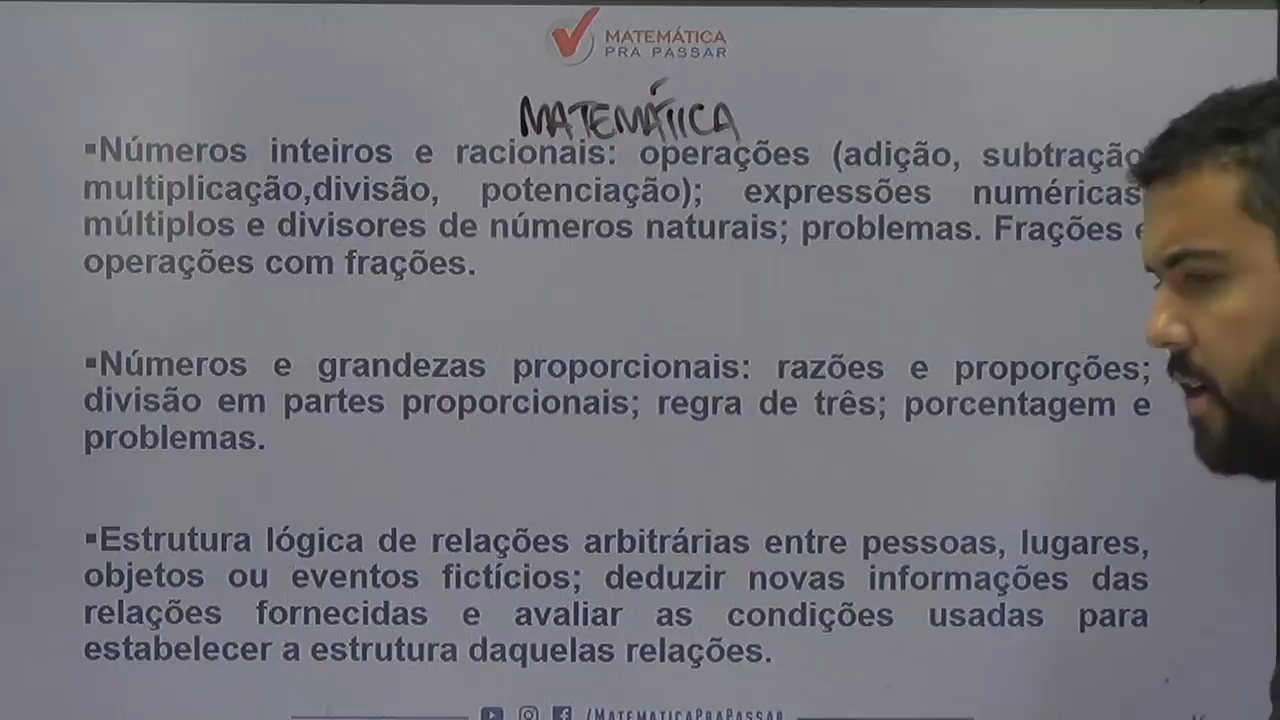 MATEMÁTICA
PRA PASSAR
MATEMÁTICA
▪Números inteiros e racionais: operações (adição, subtração
multiplicação,divisão, potenciação); expressões numéricas
múltiplos e divisores de números naturais; problemas. Frações e
operações com frações.
▪Números e grandezas proporcionais: razões e proporções;
divisão em partes proporcionais; regra de três; porcentagem e
problemas.
▪Estrutura lógica de relações arbitrárias entre pessoas, lugares,
objetos ou eventos fictícios; deduzir novas informações das
relações fornecidas e avaliar as condições usadas para
estabelecer a estrutura daquelas relações.
/MATEMATICAPRAPASSAR